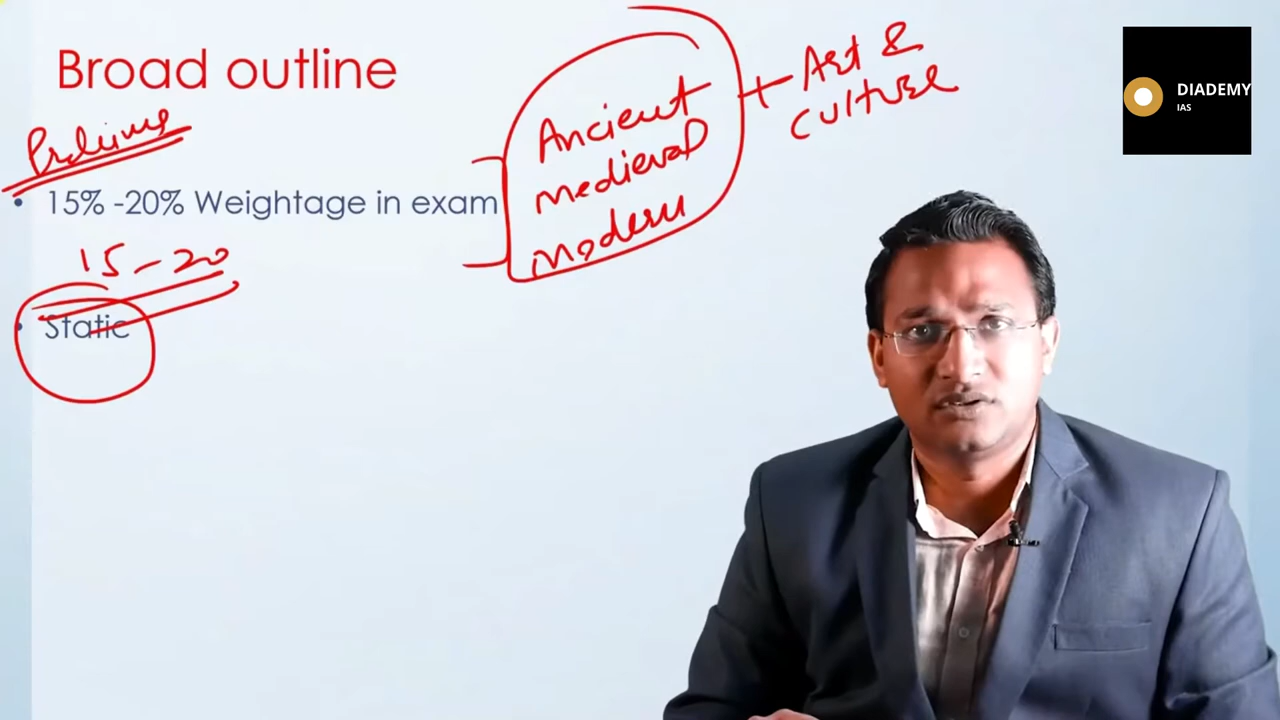 Broad outline
Prelims
• 15% -20% Weightage in exam
15-20
• Static
Ancient
medieval
modern
+ Art &
culture
DIADEMY
IAS